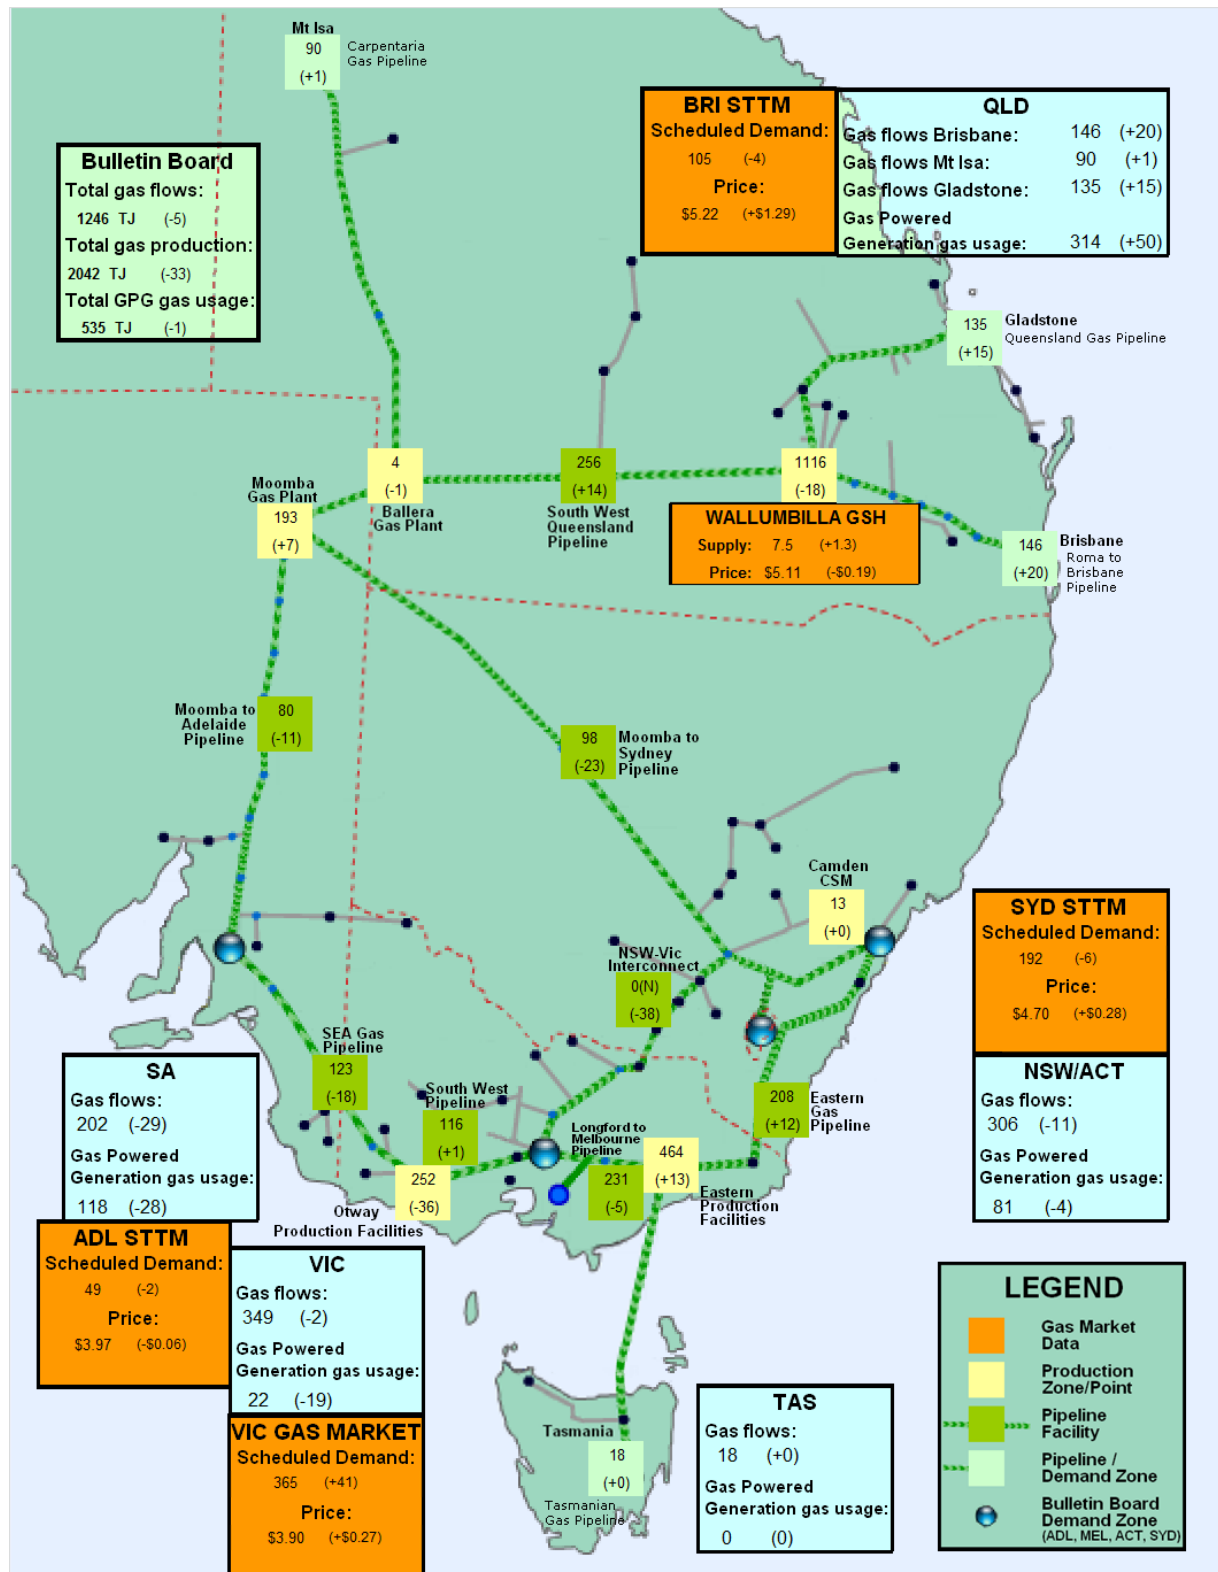 Mt Isa
90
(+1)
Carpentaria
Gas Pipeline
BRI STTM
Scheduled Demand:
105 (-4)
Price:
$5.22 (+$1.29)
QLD
Gas flows Brisbane: 146 (+20)
Gas flows Mt Isa: 90 (+1)
Gas flows Gladstone: 135 (+15)
Gas Powered
Generation gas usage: 314 (+50)
Bulletin Board
Total gas flows:
1246 TJ (-5)
Total gas production:
2042 TJ (-33)
Total GPG gas usage:
535 TJ (-1)
135
(+15)
Gladstone
Queensland Gas Pipeline
4
(-1)
Ballera
Gas Plant
256
(+14)
South West
Queensland
Pipeline
1116
(-18)
Moomba
Gas Plant
193
(+7)
WALLUMBILLA GSH
Supply: 7.5 (+1.3)
Price: $5.11 (-$0.19)
146
(+20)
Brisbane
Roma to
Brisbane
Pipeline
Moomba to
Adelaide
Pipeline
80
(-11)
98
(-23)
Moomba to
Sydney
Pipeline
Camden
CSM
13
(+0)
NSW-Vic
Interconnect
0(N)
(-38)
SYD STTM
Scheduled Demand:
192 (-6)
Price:
$4.70 (+$0.28)
SEA Gas
Pipeline
123
(-18)
South West
Pipeline
116
(+1)
Longford to
Melbourne
Pipeline
231
(-5)
464
(+13)
Eastern
Production
Facilities
208
(+12)
Eastern
Gas
Pipeline
252
(-36)
Otway
Production Facilities
SA
Gas flows:
202 (-29)
Gas Powered
Generation gas usage:
118 (-28)
NSW/ACT
Gas flows:
306 (-11)
Gas Powered
Generation gas usage:
81 (-4)
ADL STTM
Scheduled Demand:
49 (-2)
Price:
$3.97 (-$0.06)
VIC
Gas flows:
349 (-2)
Gas Powered
Generation gas usage:
22 (-19)
VIC GAS MARKET
Scheduled Demand:
365 (+41)
Price:
$3.90 (+$0.27)
Tasmania
18
(+0)
Tasmanian
Gas Pipeline
TAS
Gas flows:
18 (+0)
Gas Powered
Generation gas usage:
0 (0)
LEGEND
Gas Market
Data
Production
Zone/Point
Pipeline
Facility
Pipeline /
Demand Zone
Bulletin Board
Demand Zone
(ADL, MEL, ACT, SYD)